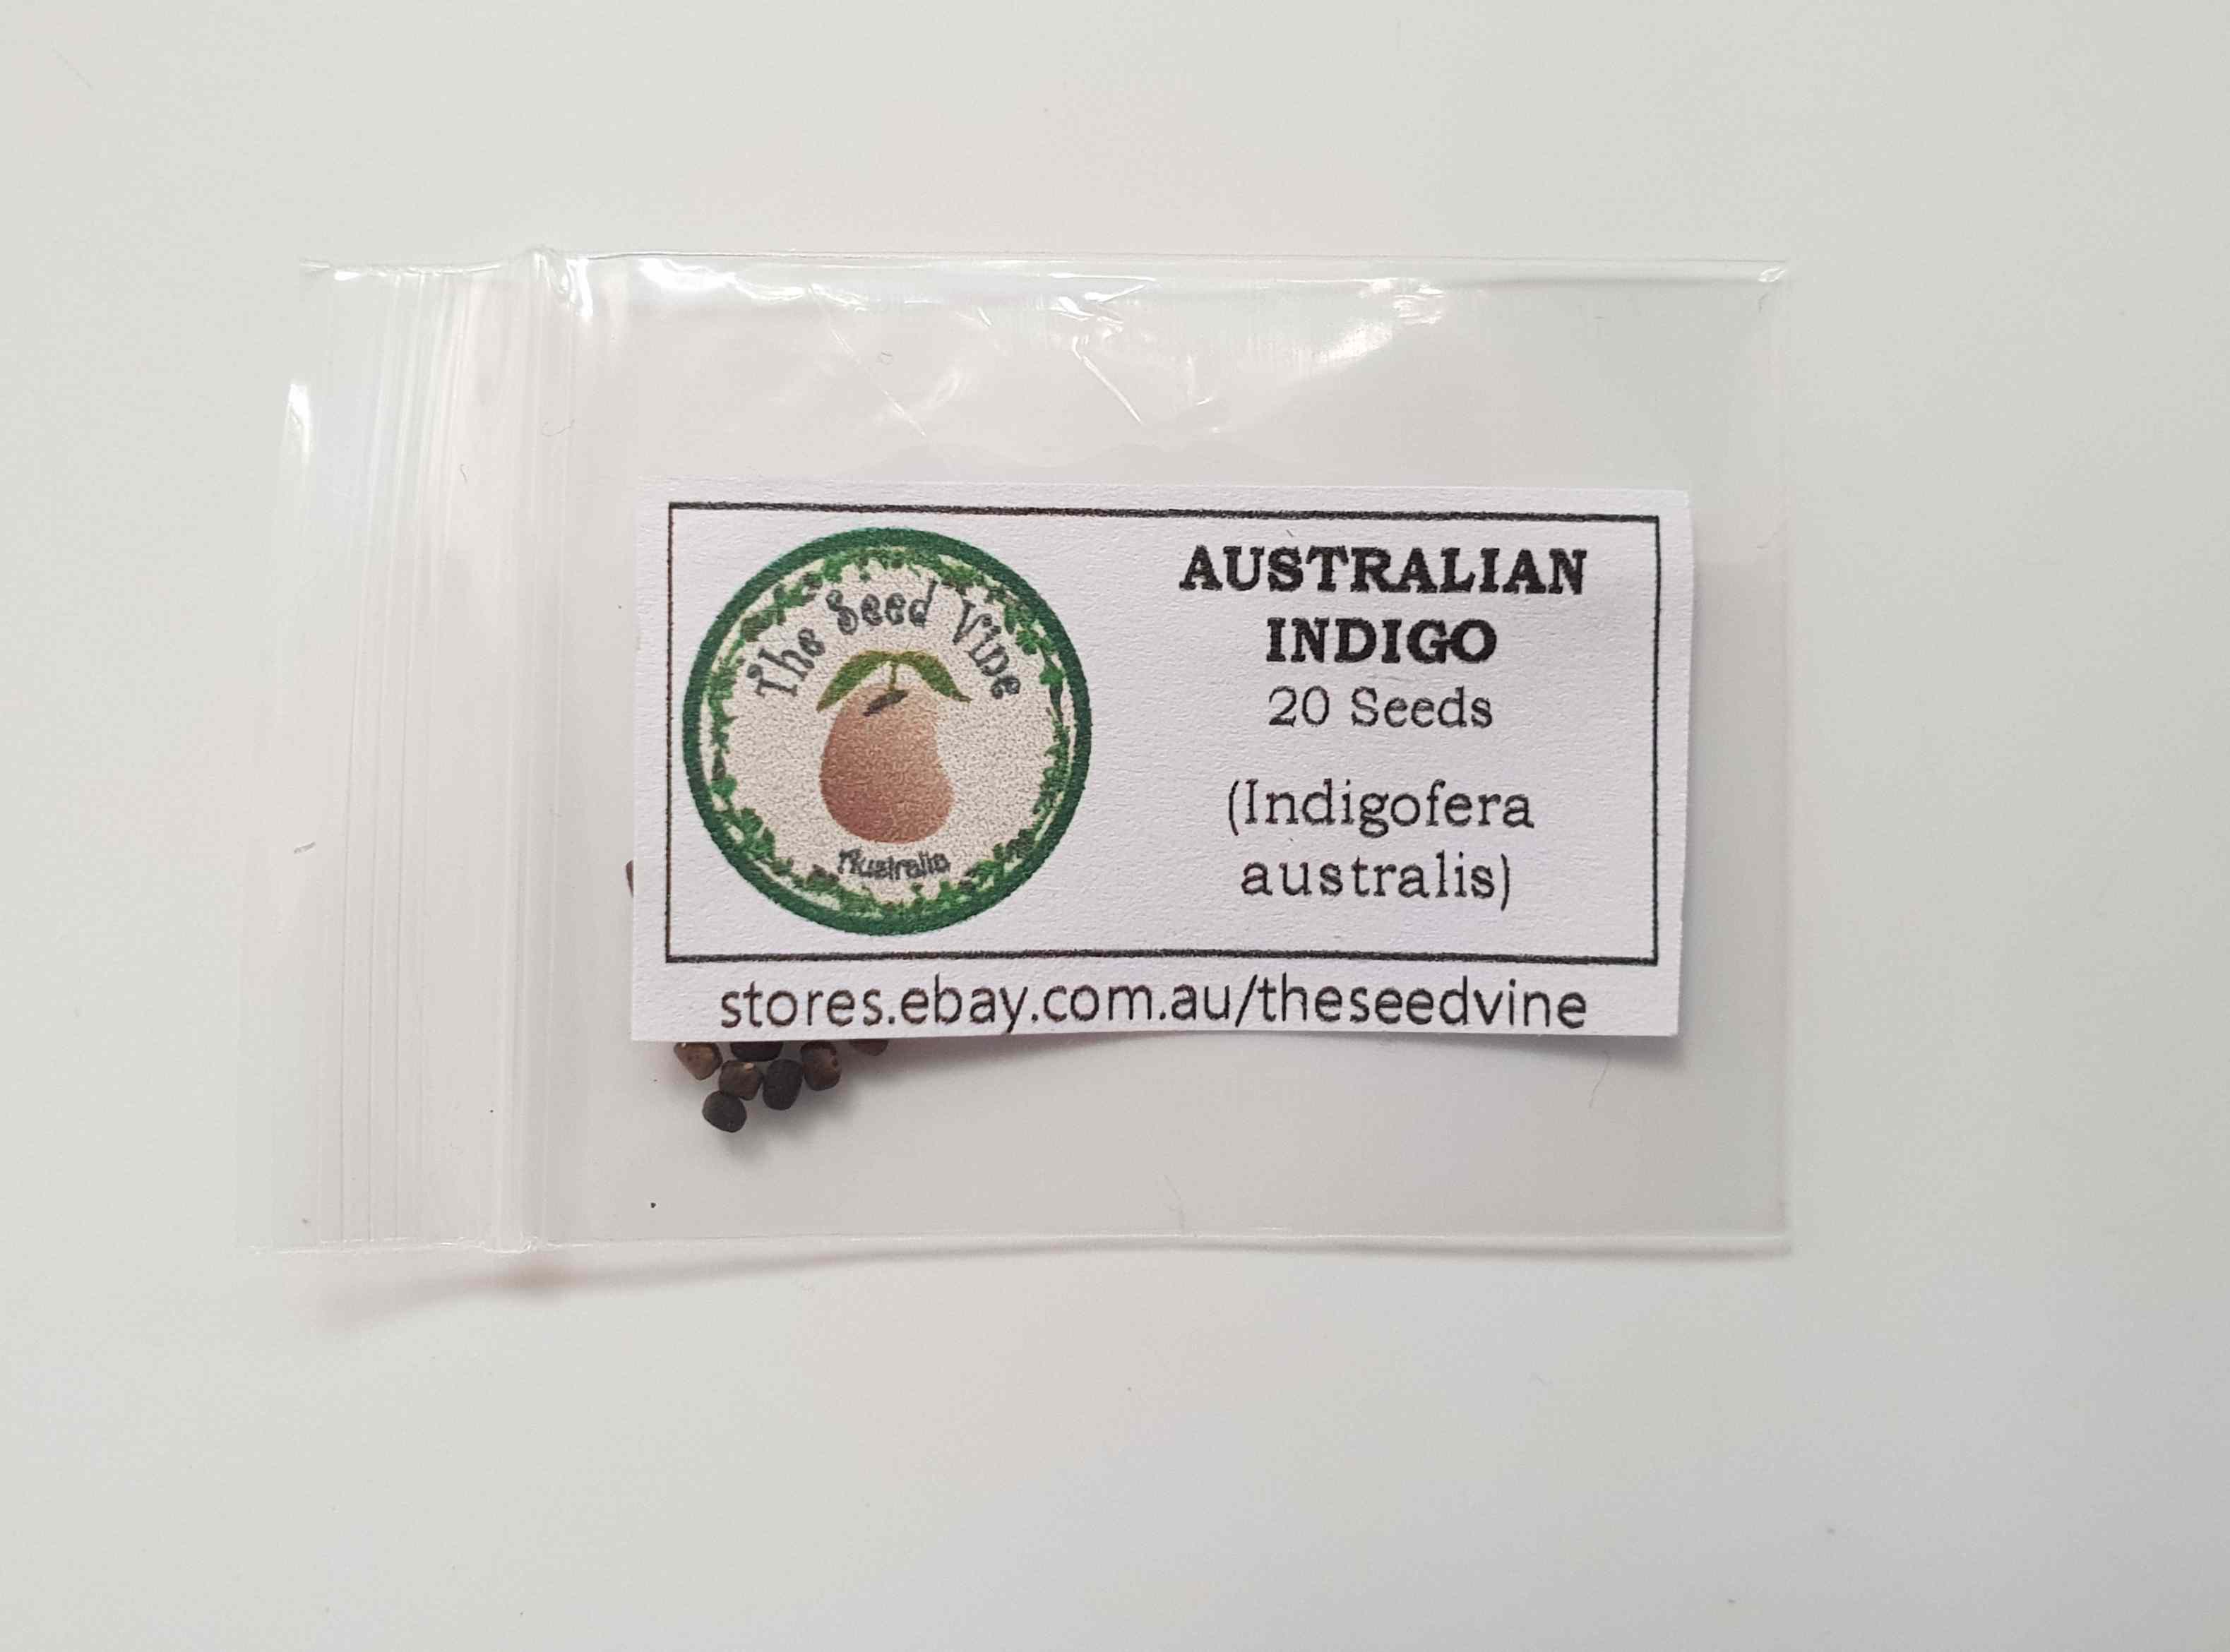 The Seed Vine
Australia
AUSTRALIAN
INDIGO
20 Seeds
(Indigofera
australis)
stores.ebay.com.au/theseedvine